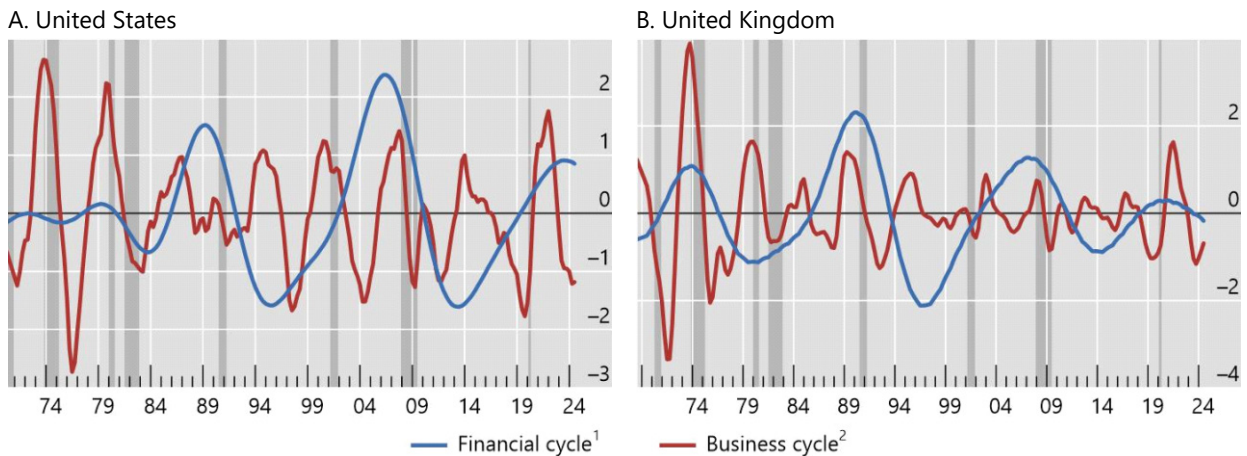 A. United States
B. United Kingdom
2
1
0
−1
−2
−3
74 79 84 89 94 99 04 09 14 19 24
2
0
−2
−4
74 79 84 89 94 99 04 09 14 19 24
Financial cycle¹
Business cycle²